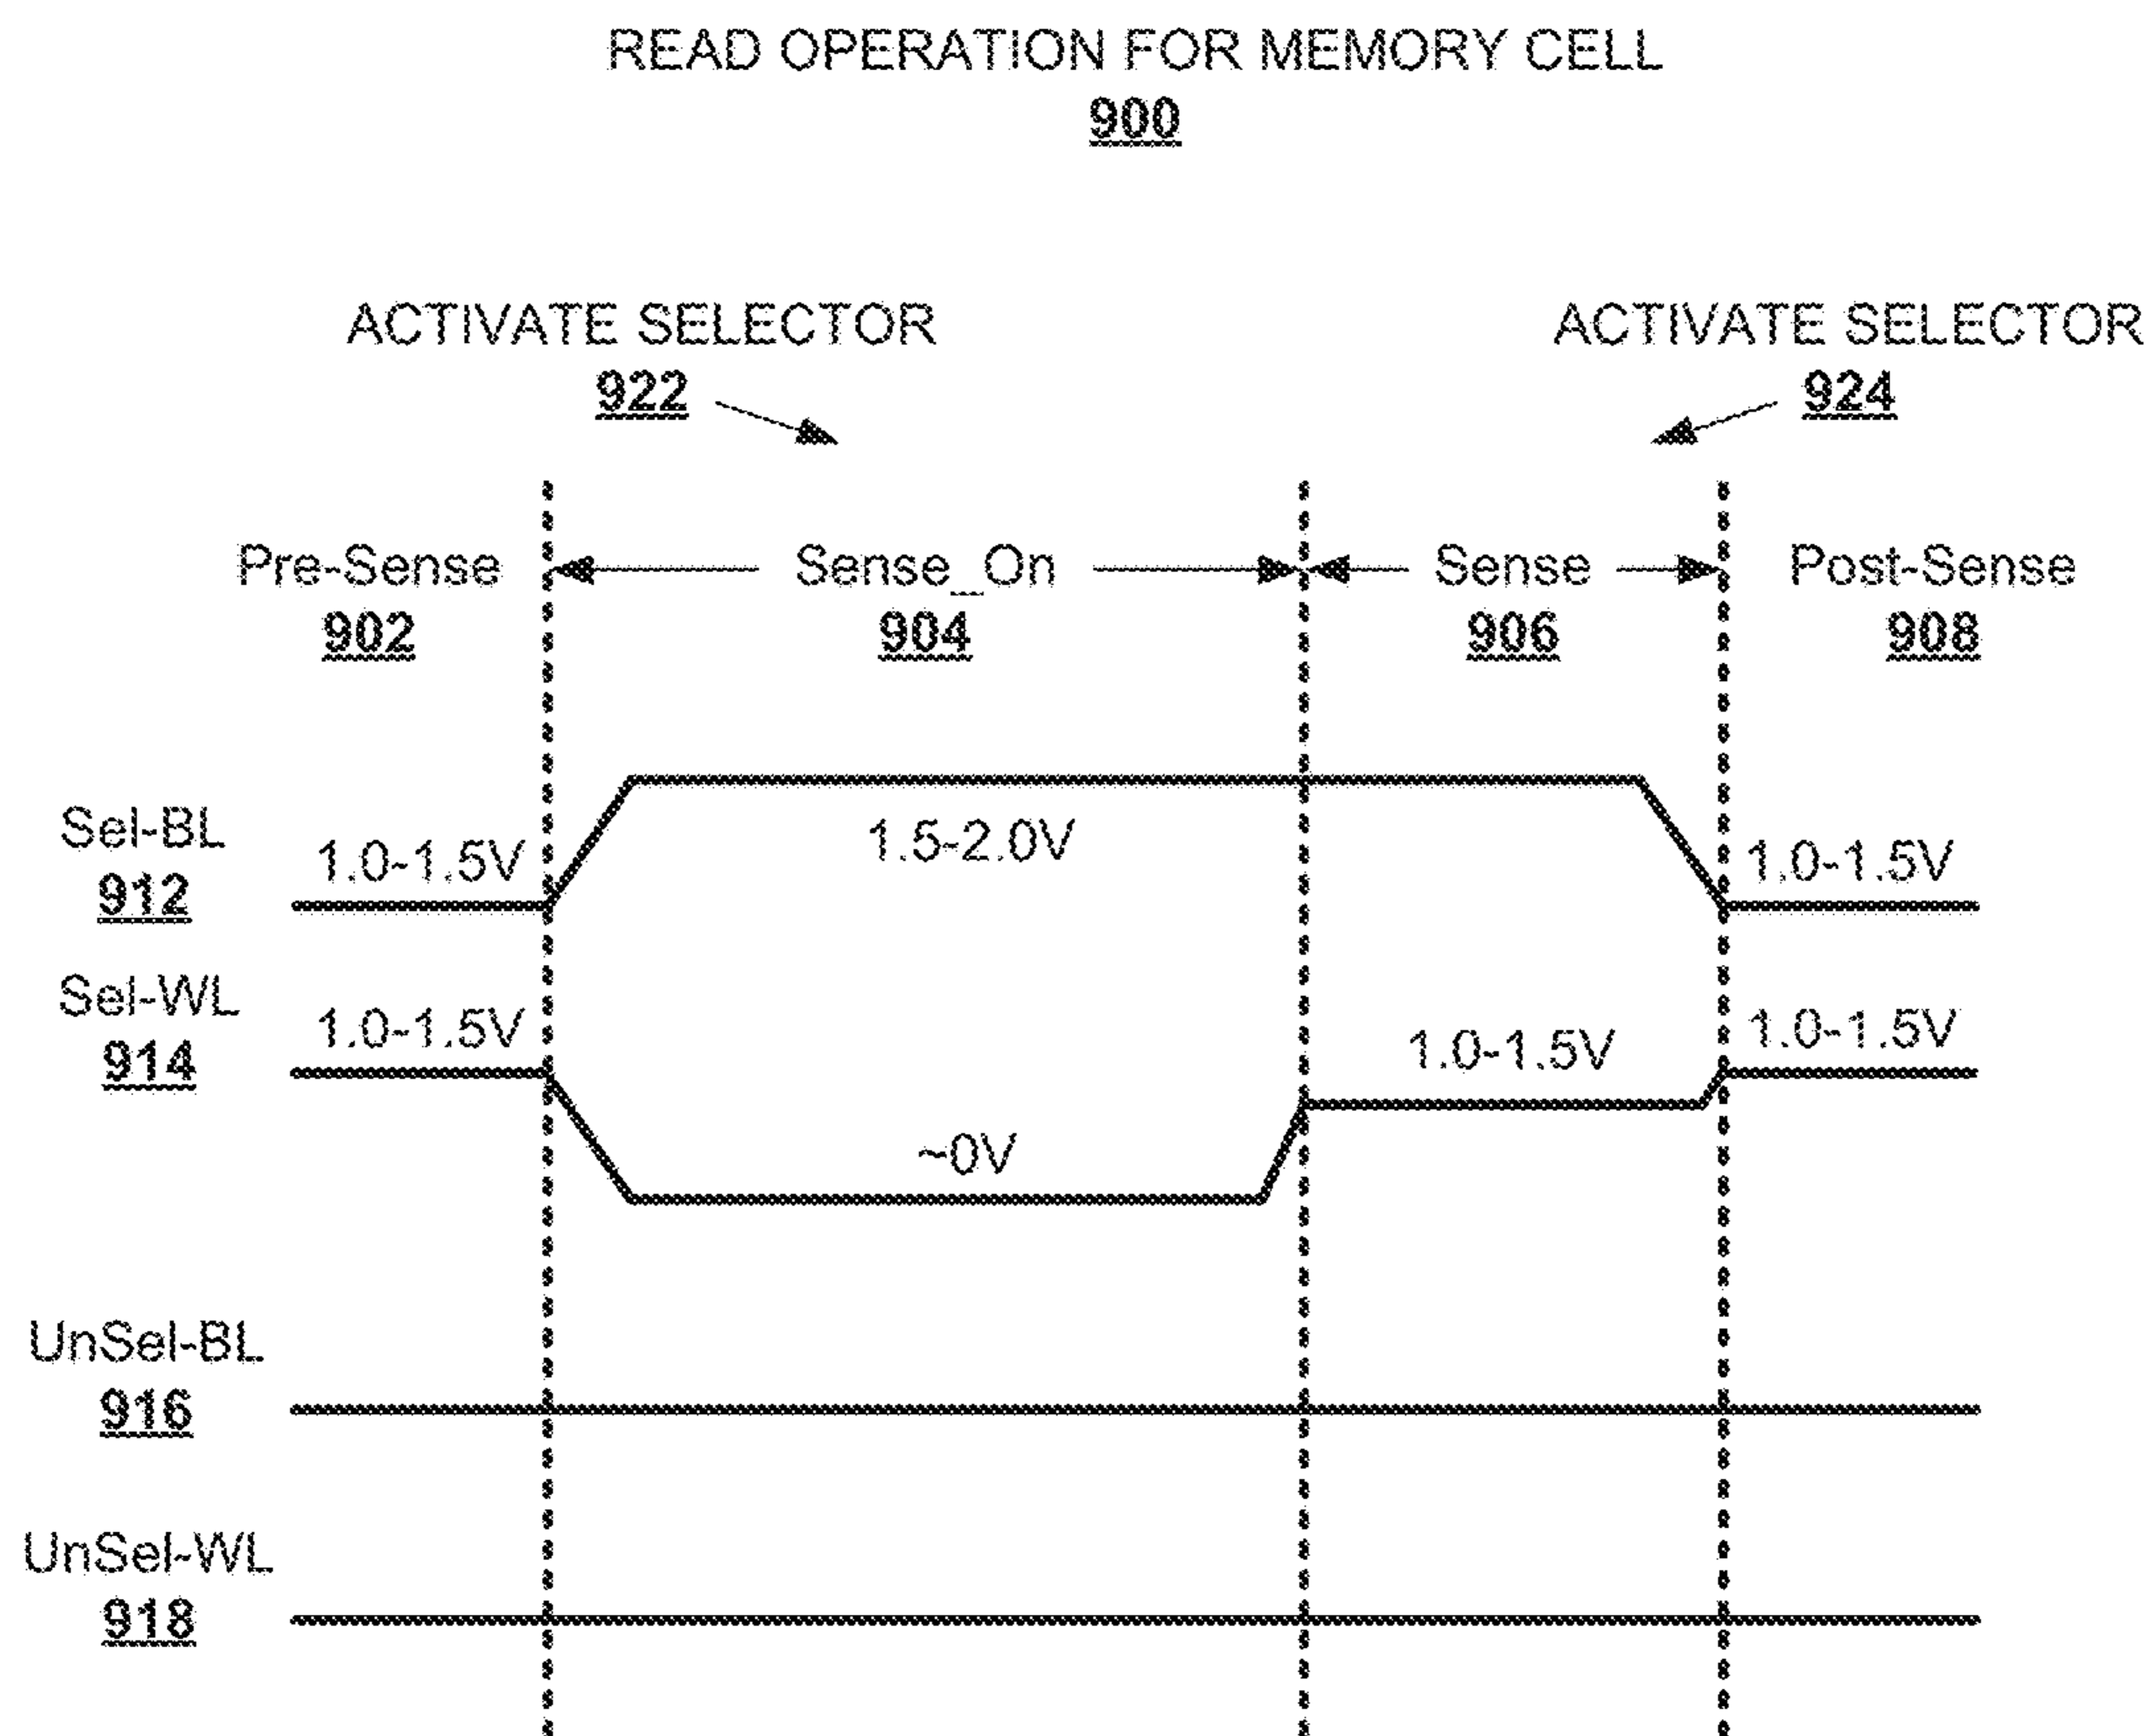 READ OPERATION FOR MEMORY CELL
900
ACTIVATE SELECTOR
922
ACTIVATE SELECTOR
924
Pre-Sense
902
Sense_On
904
Sense
906
Post-Sense
908
Sel-BL
912
1.0-1.5V
1.5-2.0V
1.0-1.5V
Sel-WL
914
1.0-1.5V
~0V
1.0-1.5V
1.0-1.5V
UnSel-BL
916
UnSel-WL
918